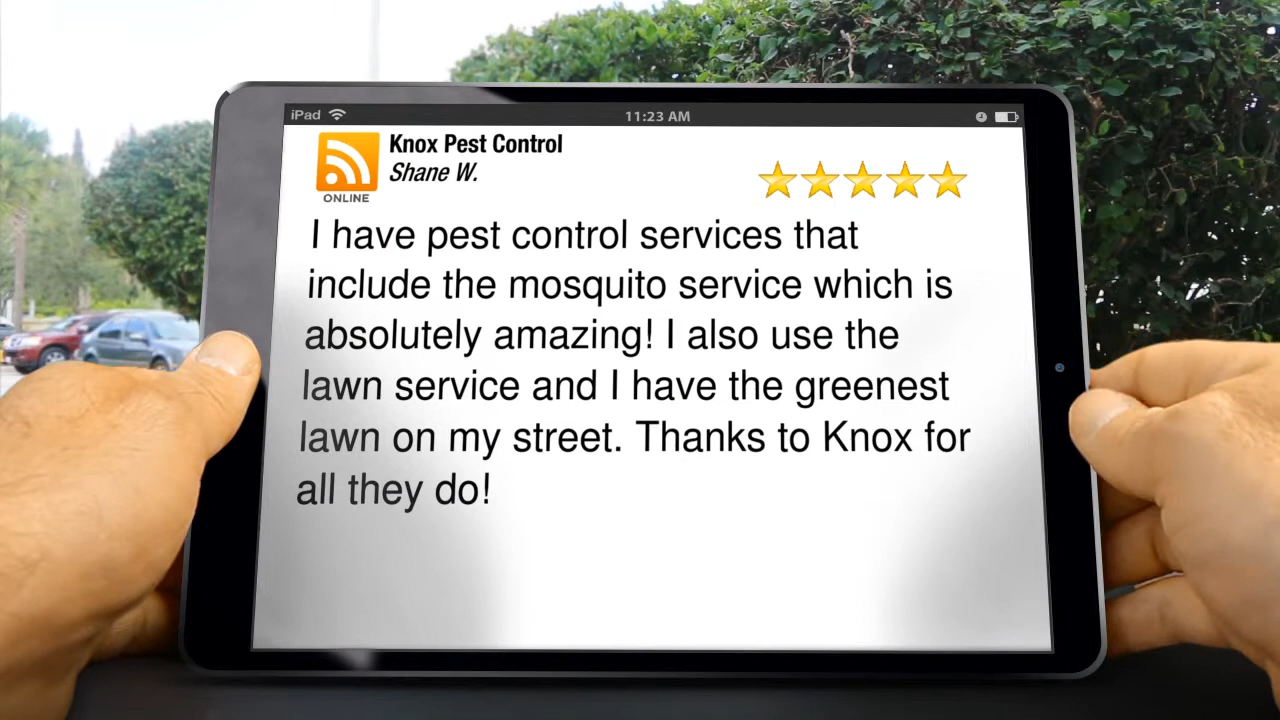 iPad 11:23 AM
Knox Pest Control
Shane W.
ONLINE
I have pest control services that
include the mosquito service which is
absolutely amazing! I also use the
lawn service and I have the greenest
lawn on my street. Thanks to Knox for
all they do!